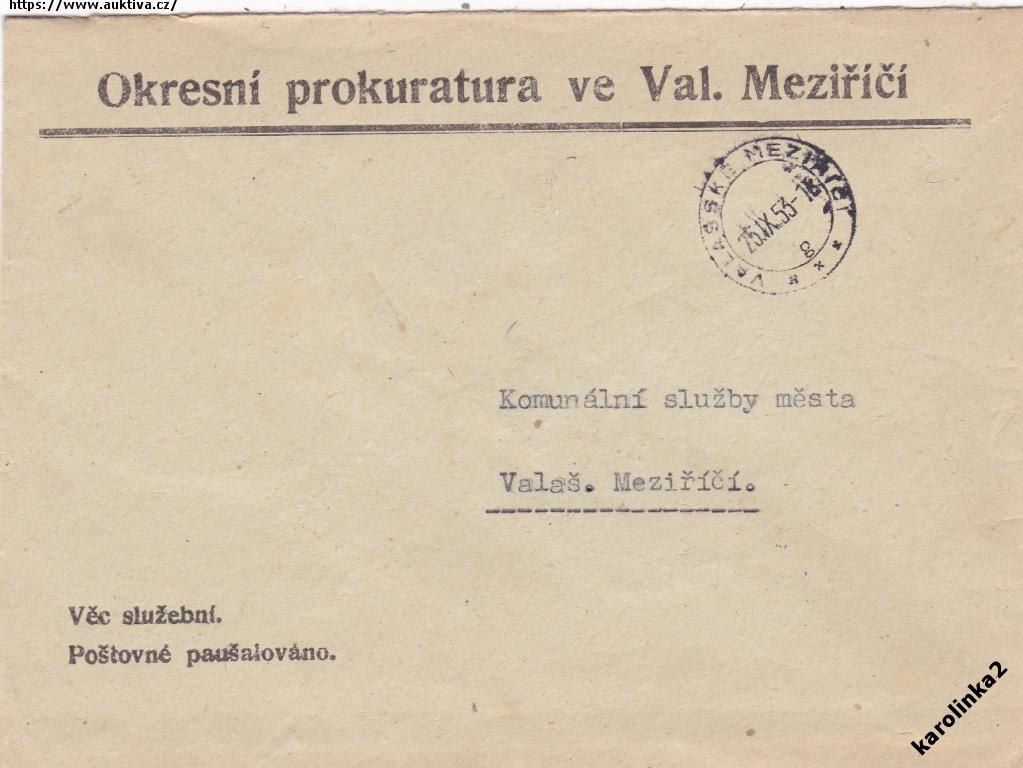 https://www.auktiva.cz/
Okresní prokuratura ve Val. Meziříčí
VALAŠSKÉ MEZIŘÍČÍ
25.IX.53-18
8
Komunální služby města
Valaš. Meziříčí.
Věc služební.
Poštovné paušalováno.
karolinka2